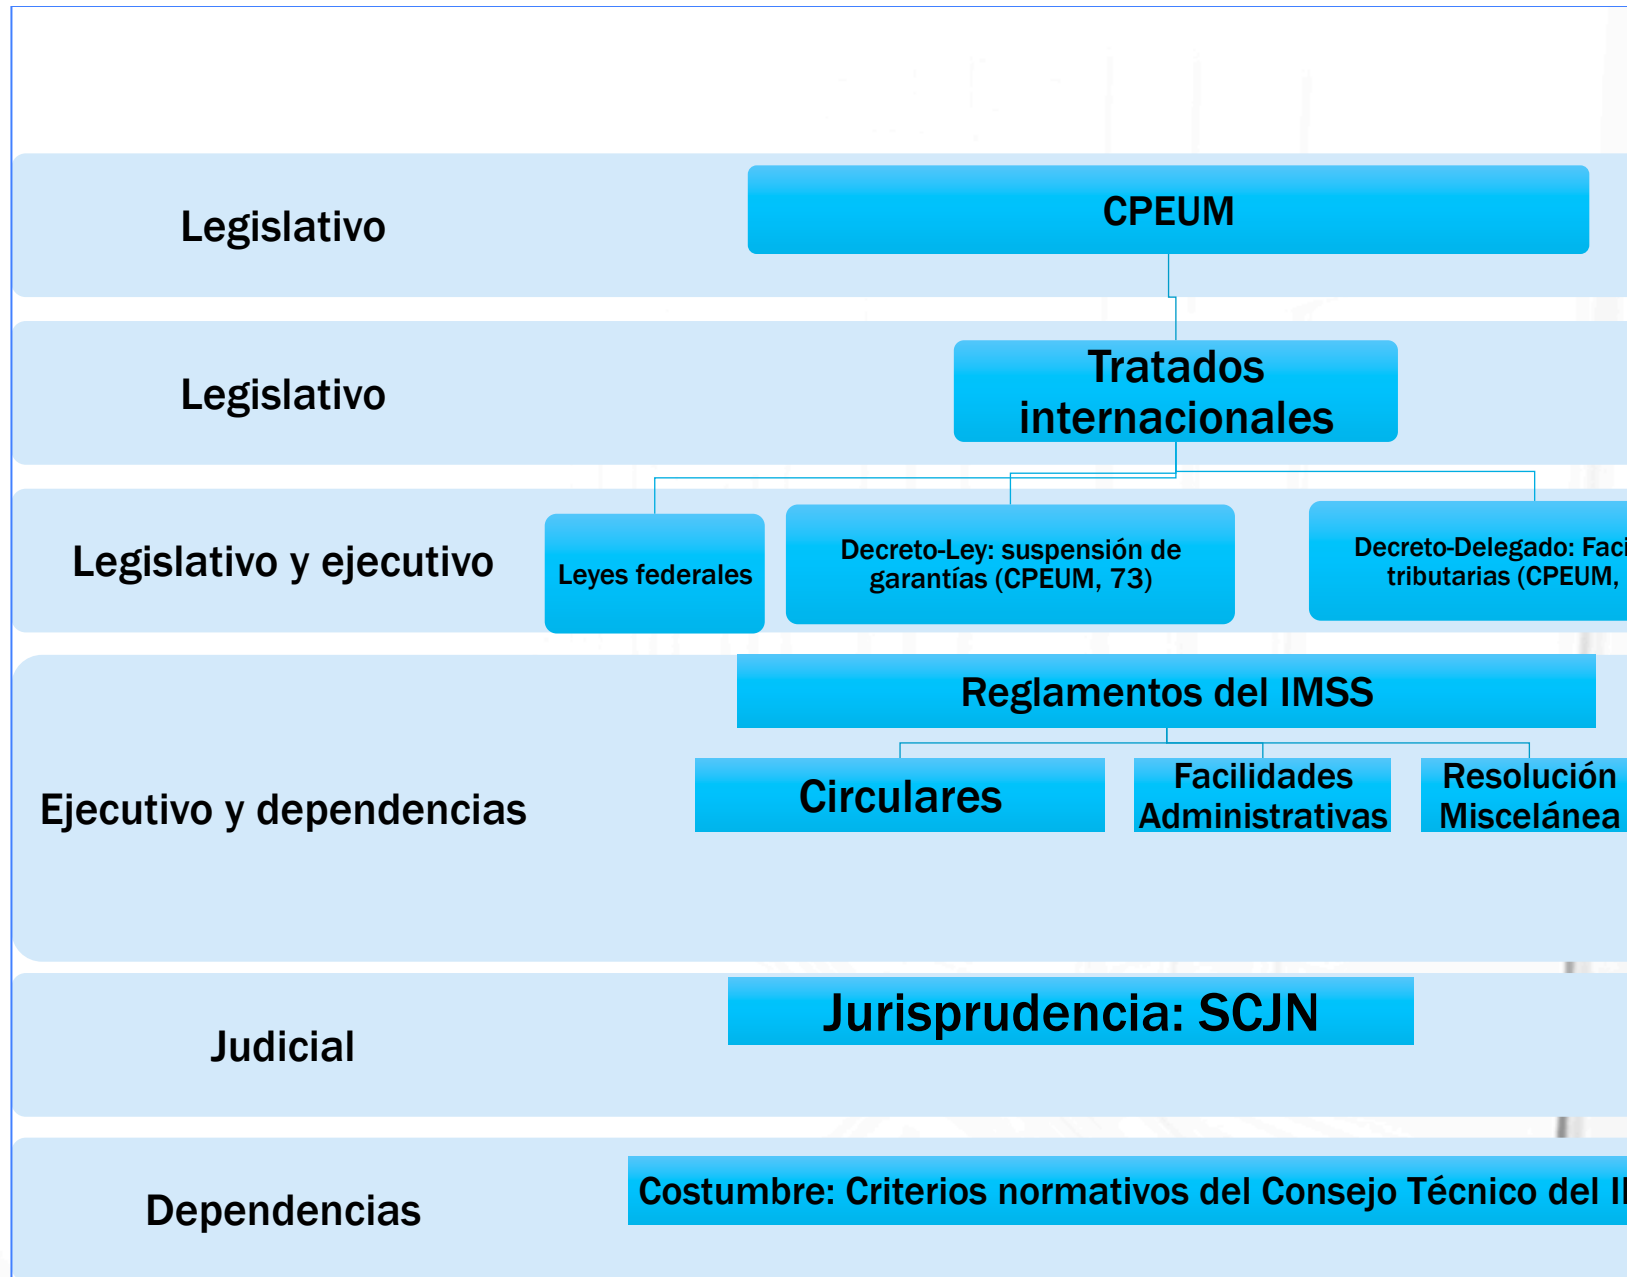 Legislativo
CPEUM
Legislativo
Tratados
internacionales
Legislativo y ejecutivo
Leyes federales
Decreto-Ley: suspensión de
garantías (CPEUM, 73)
Decreto-Delegado:
tributarias (CPEUM,
Reglamentos del IMSS
Ejecutivo y dependencias
Circulares
Facilidades
Administrativas
Resolución
Miscelánea
Judicial
Jurisprudencia: SCJN
Dependencias
Costumbre: Criterios normativos del Consejo Técnico del